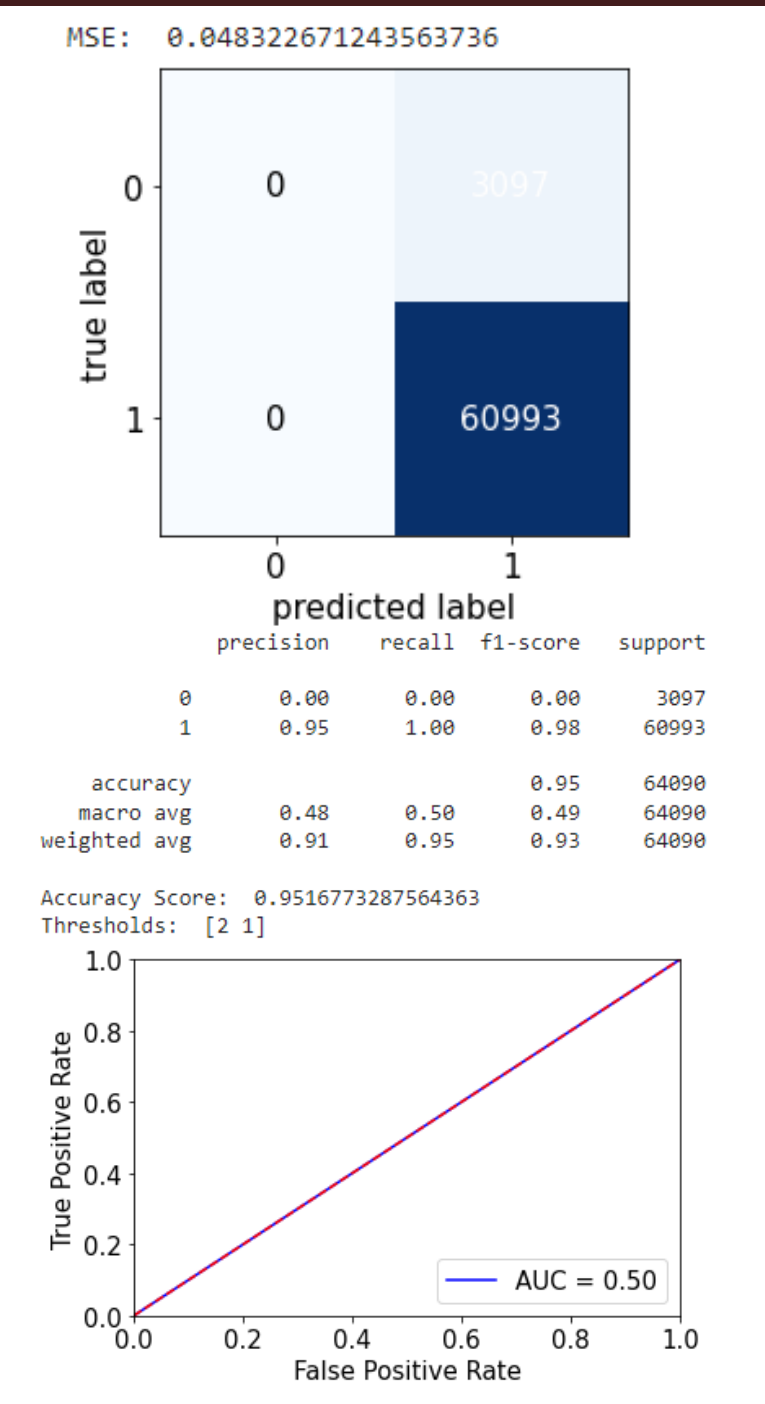 MSE: 0.048322671243563736
0 0 3097
true label
1 0 60993
0 1
predicted label
precision recall f1-score support
0 0.00 0.00 0.00 3097
1 0.95 1.00 0.98 60993
accuracy 0.95 64090
macro avg 0.48 0.50 0.49 64090
weighted avg 0.91 0.95 0.93 64090
Accuracy Score: 0.9516773287564363
Thresholds: [2 1]
1.0
0.8
0.6
0.4
0.2
0.0
True Positive Rate
AUC = 0.50
0.0 0.2 0.4 0.6 0.8 1.0
False Positive Rate